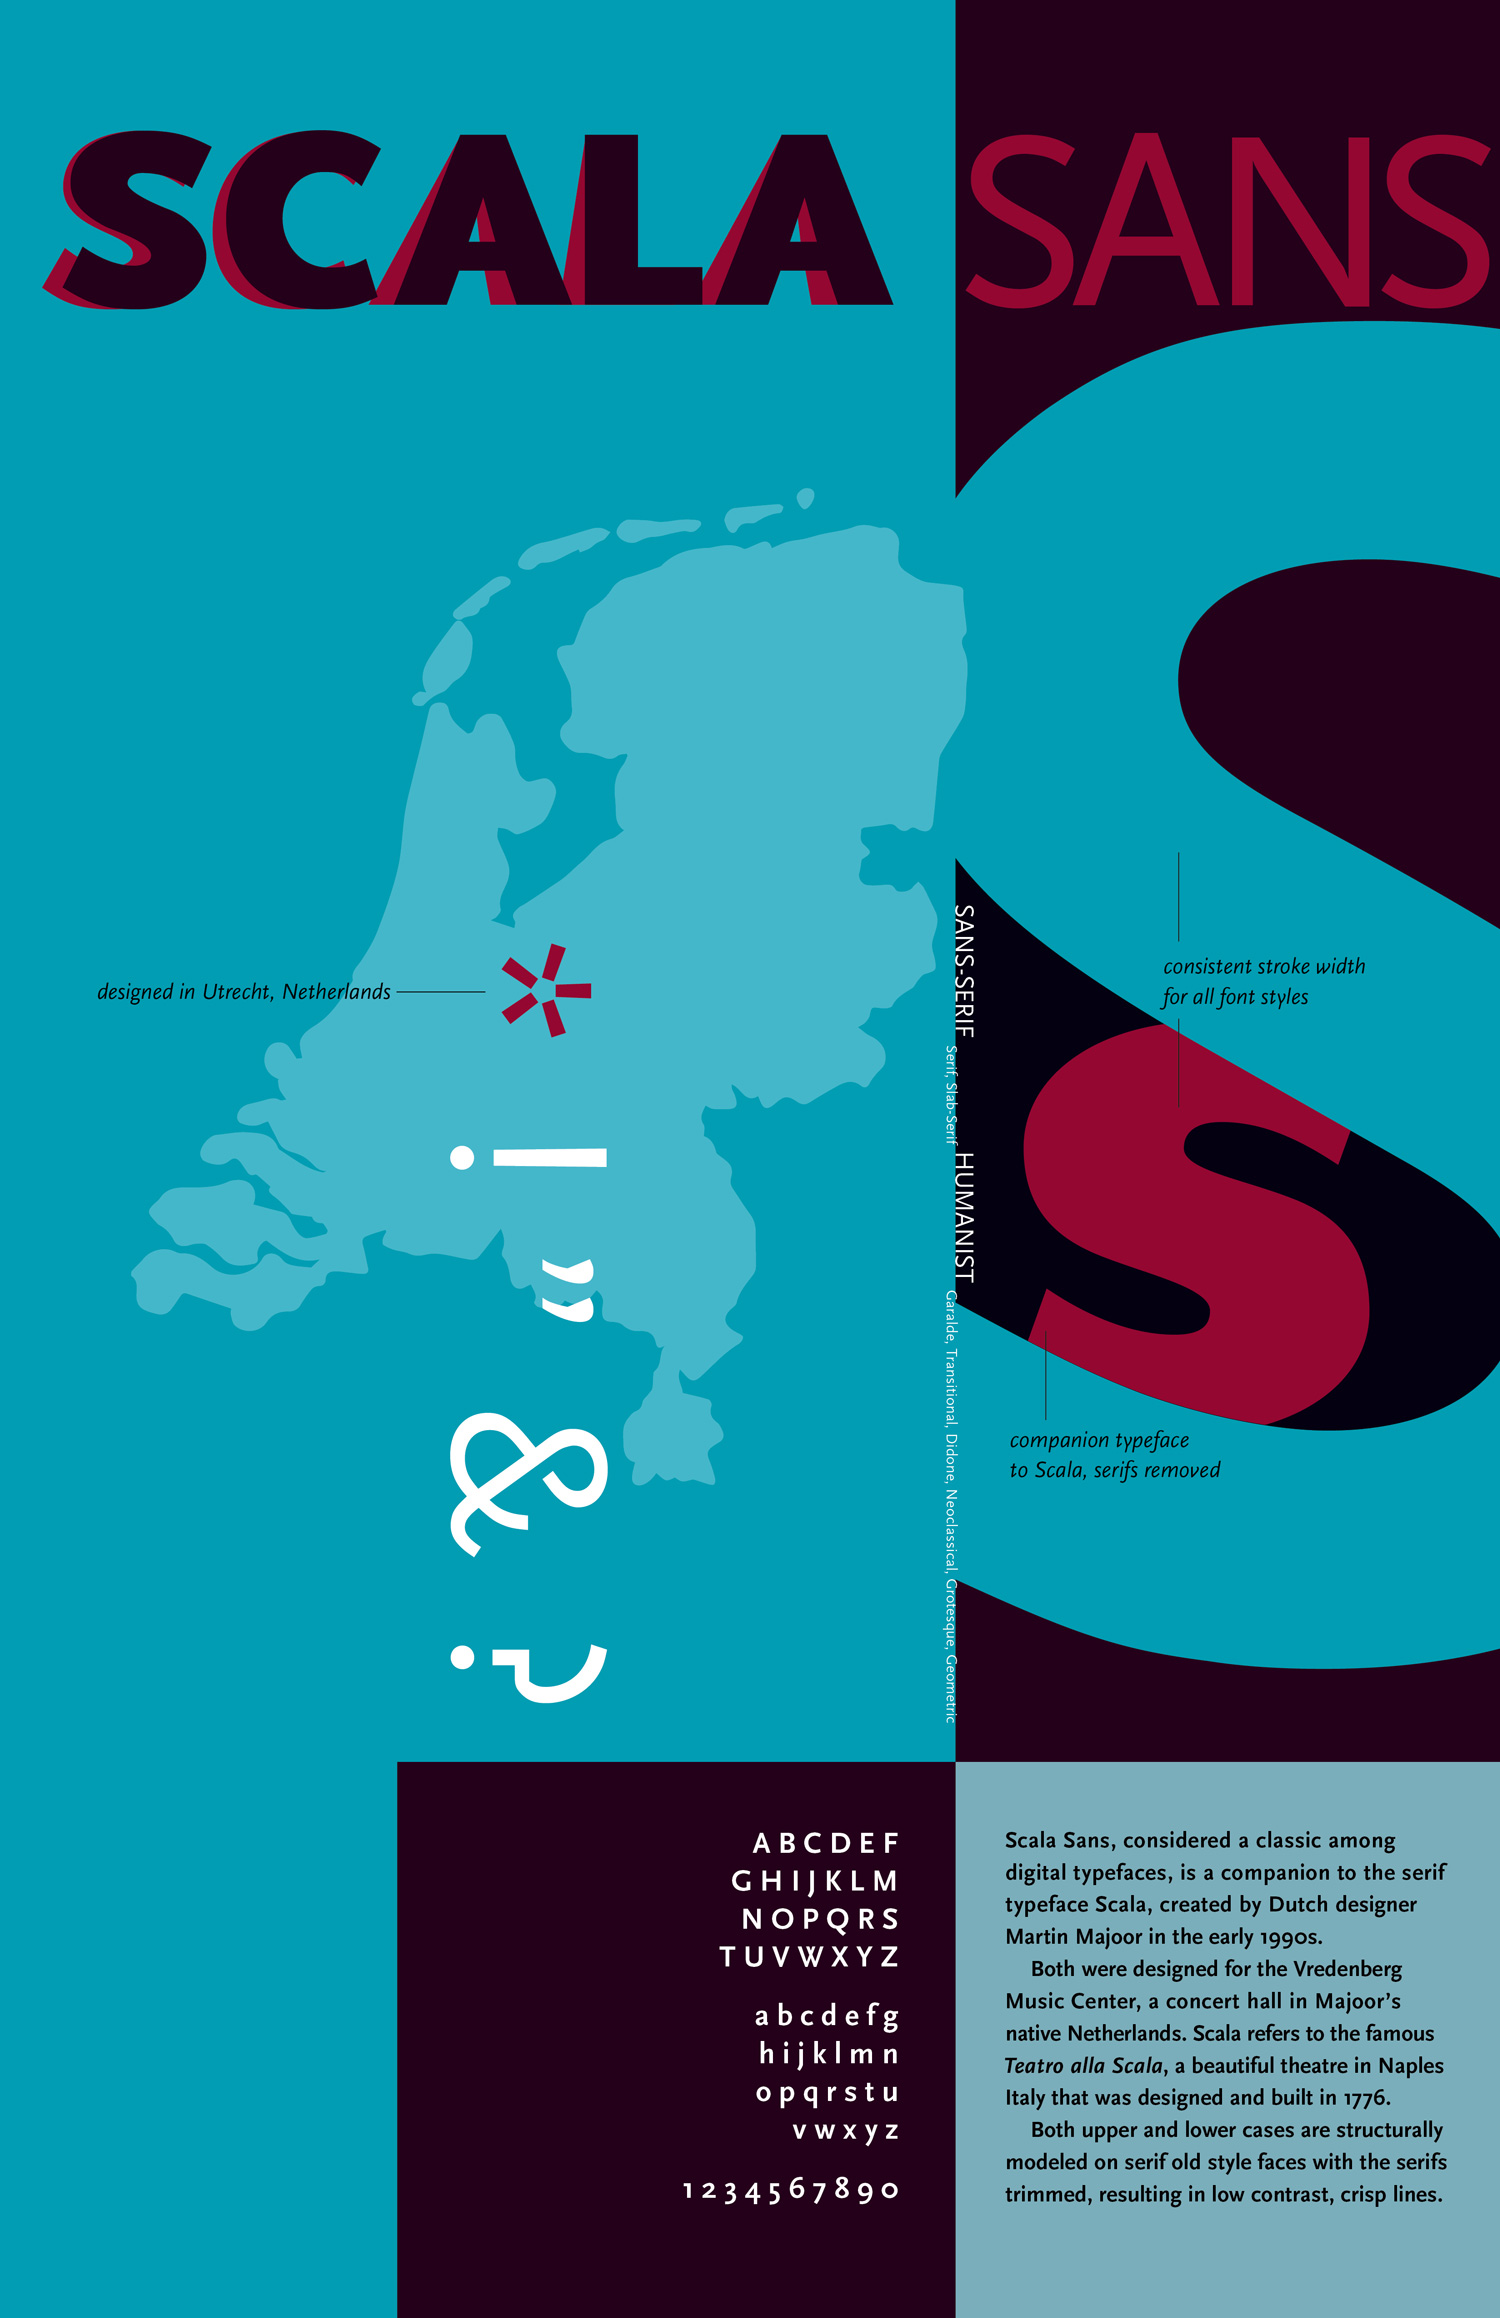 SCALA SANS
designed in Utrecht, Netherlands
*
!
”
&
¿
SANS-SERIF Serif, Slab-Serif HUMANIST Garalde, Transitional, Didone, Neoclassical, Grotesque, Geometric
S
consistent stroke width
for all font styles
s
companion typeface
to Scala, serifs removed
A B C D E F
G H I J K L M
N O P Q R S
T U V W X Y Z
a b c d e f g
h i j k l m n
o p q r s t u
v w x y z
1 2 3 4 5 6 7 8 9 0
Scala Sans, considered a classic among
digital typefaces, is a companion to the serif
typeface Scala, created by Dutch designer
Martin Majoor in the early 1990s.
Both were designed for the Vredenberg
Music Center, a concert hall in Majoor’s
native Netherlands. Scala refers to the famous
Teatro alla Scala, a beautiful theatre in Naples
Italy that was designed and built in 1776.
Both upper and lower cases are structurally
modeled on serif old style faces with the serifs
trimmed, resulting in low contrast, crisp lines.